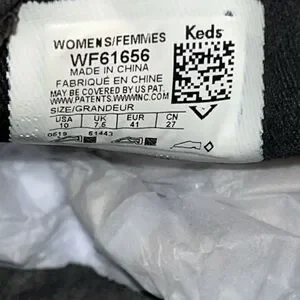 WOMENS/FEMMES Keds
WF61656
MADE IN CHINA
FABRIQUÉ EN CHINE
MAY BE COVERED BY US PAT.
WWW.PATENTS.WWWINC.COM
SIZE/GRANDEUR
USA UK EUR CN
10 7.5 41 27
0519 61443